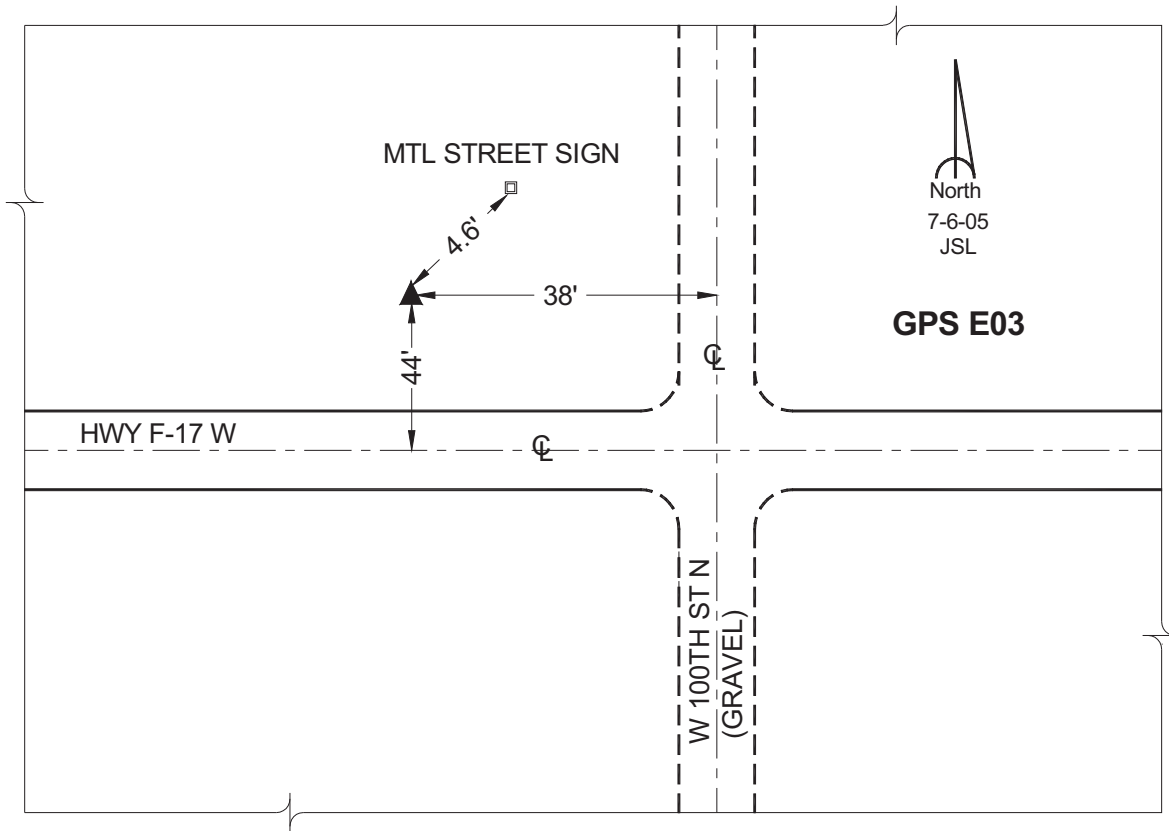 MTL STREET SIGN
4.6'
38'
44'
North
7-6-05
JSL
GPS E03
℄
HWY F-17 W
℄
W 100TH ST N
(GRAVEL)